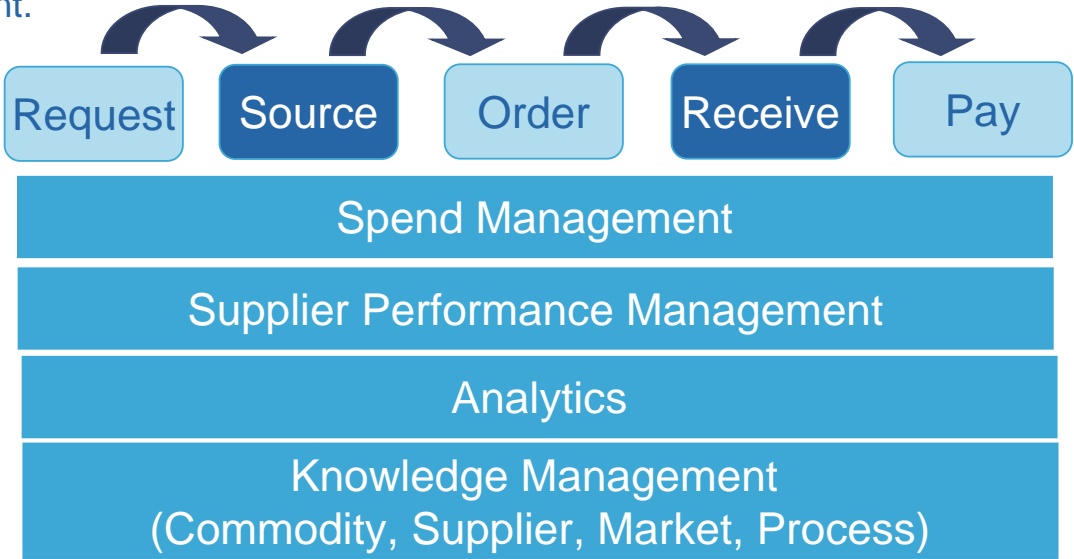 nt.
Request
Source
Order
Receive
Pay
Spend Management
Supplier Performance Management
Analytics
Knowledge Management
(Commodity, Supplier, Market, Process)